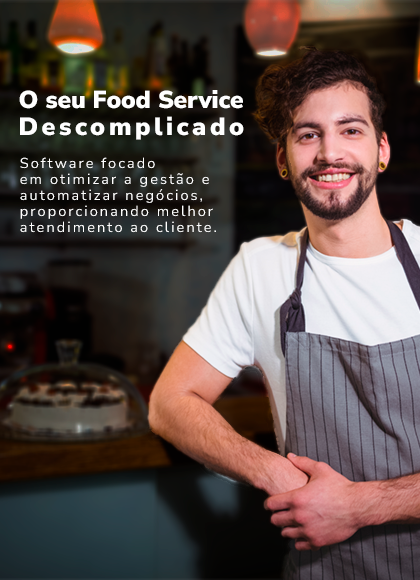 O seu Food Service
Descomplicado
Software focado
em otimizar a gestão e
automatizar negócios,
proporcionando melhor
atendimento ao cliente.